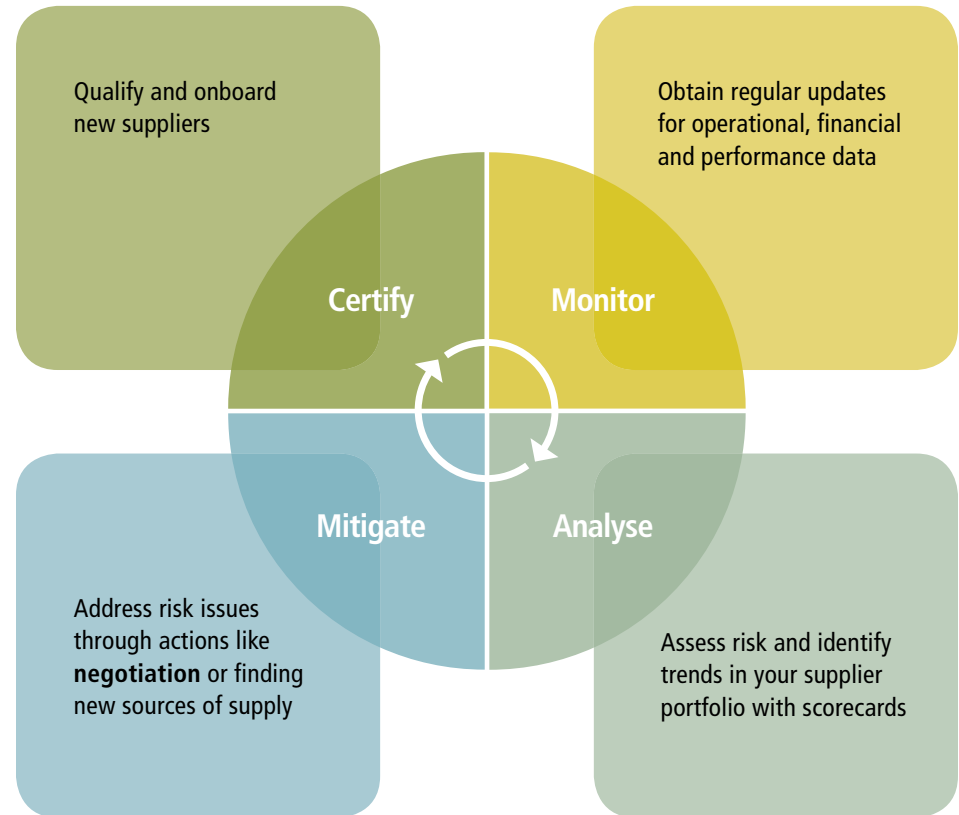 Qualify and onboard
new suppliers
Obtain regular updates
for operational, financial
and performance data
Certify
Monitor
Mitigate
Analyse
Address risk issues
through actions like
negotiation or finding
new sources of supply
Assess risk and identify
trends in your supplier
portfolio with scorecards